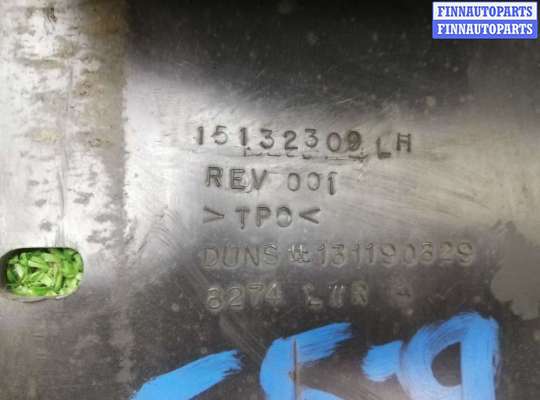 FINNAUTOPARTS
FINNAUTOPARTS
15132309 LH
REV 001
>TPO<
DUNS # 131190329